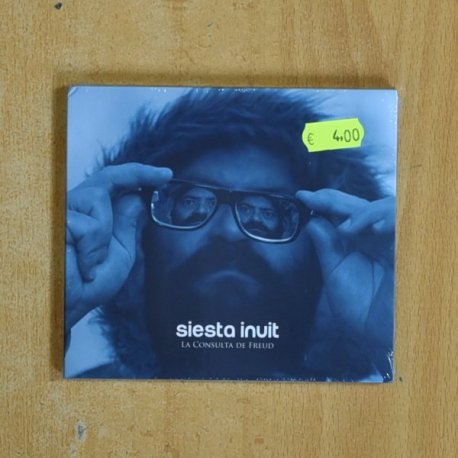 € 4,00
siesta inuit
LA CONSULTA DE FREUD